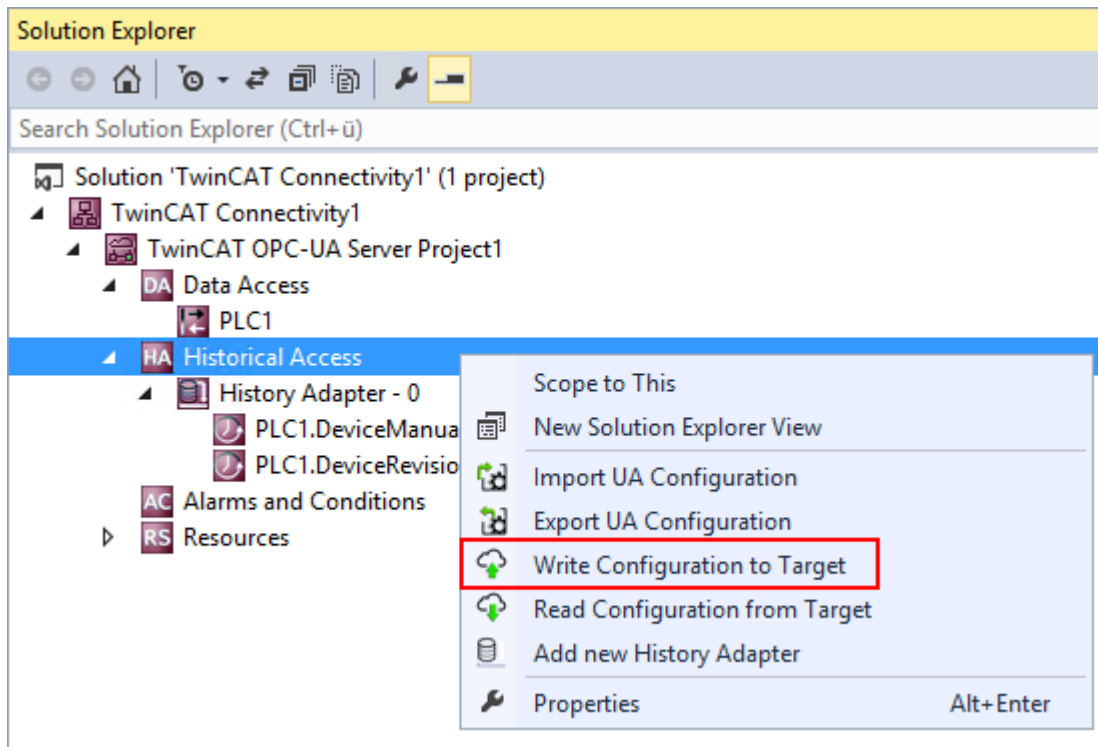 Solution Explorer
Search Solution Explorer (Ctrl+ü)
Solution 'TwinCAT Connectivity1' (1 project)
TwinCAT Connectivity1
TwinCAT OPC-UA Server Project1
DA Data Access
PLC1
HA Historical Access
History Adapter - 0
PLC1.DeviceManua
PLC1.DeviceRevisio
AC Alarms and Conditions
RS Resources
Scope to This
New Solution Explorer View
Import UA Configuration
Export UA Configuration
Write Configuration to Target
Read Configuration from Target
Add new History Adapter
Properties Alt+Enter